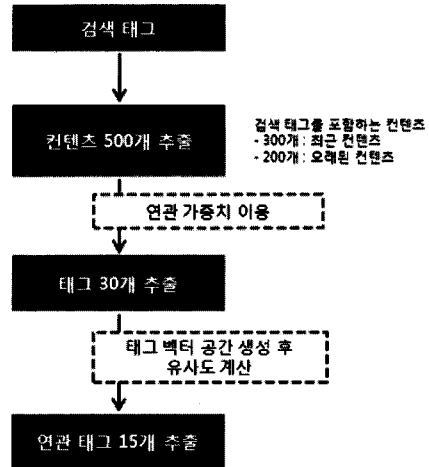 검색 태그
컨텐츠 500개 추출
검색 태그를 포함하는 컨텐츠
- 300개 : 최근 컨텐츠
- 200개 : 오래된 컨텐츠
연관 가중치 이용
태그 30개 추출
태그 벡터 공간 생성 후
유사도 계산
연관 태그 15개 추출